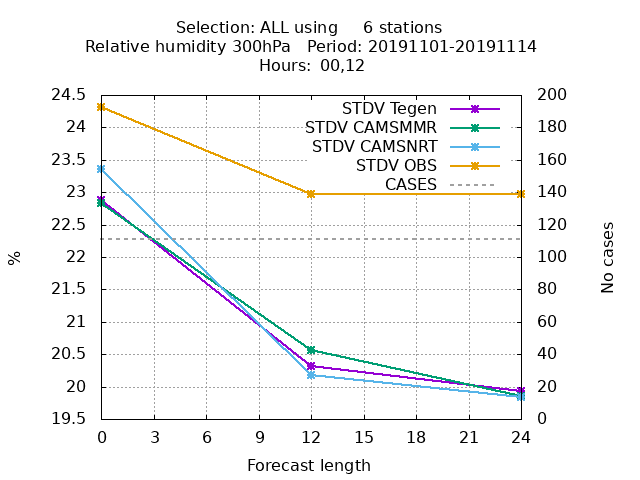 Selection: ALL using     6 stations
Relative humidity 300hPa   Period: 20191101-20191114
Hours: 00,12
24.5
24
23.5
23
22.5
22
21.5
21
20.5
20
19.5
%
STDV Tegen
STDV CAMSMMR
STDV CAMSNRT
STDV OBS
CASES
200
180
160
140
120
100
80
60
40
20
0
No cases
0 3 6 9 12 15 18 21 24
Forecast length